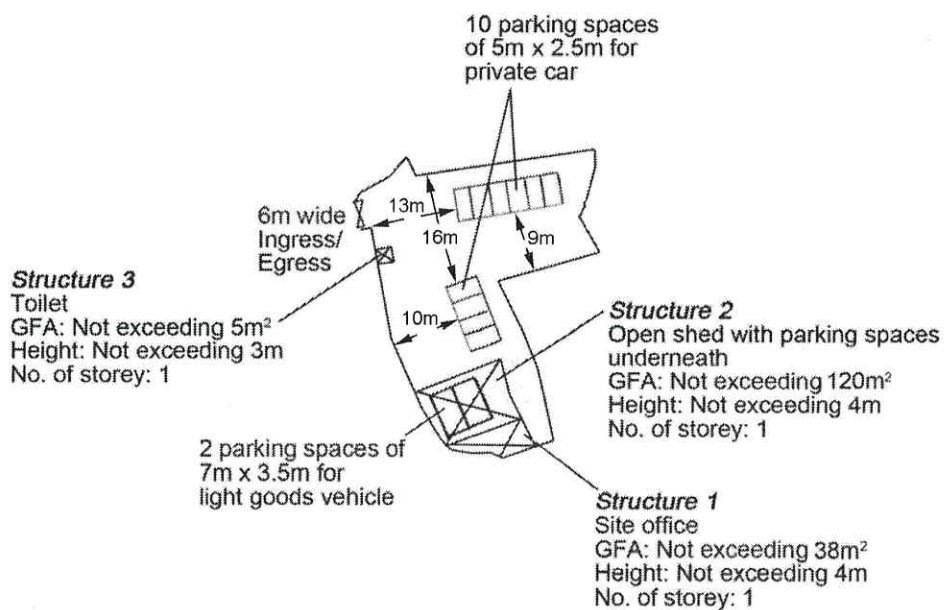 10 parking spaces
of 5m x 2.5m for
private car
13m
6m wide
Ingress/
Egress
16m
9m
Structure 3
Toilet
GFA: Not exceeding 5m²
Height: Not exceeding 3m
No. of storey: 1
10m
Structure 2
Open shed with parking spaces
underneath
GFA: Not exceeding 120m²
Height: Not exceeding 4m
No. of storey: 1
2 parking spaces of
7m x 3.5m for
light goods vehicle
Structure 1
Site office
GFA: Not exceeding 38m²
Height: Not exceeding 4m
No. of storey: 1